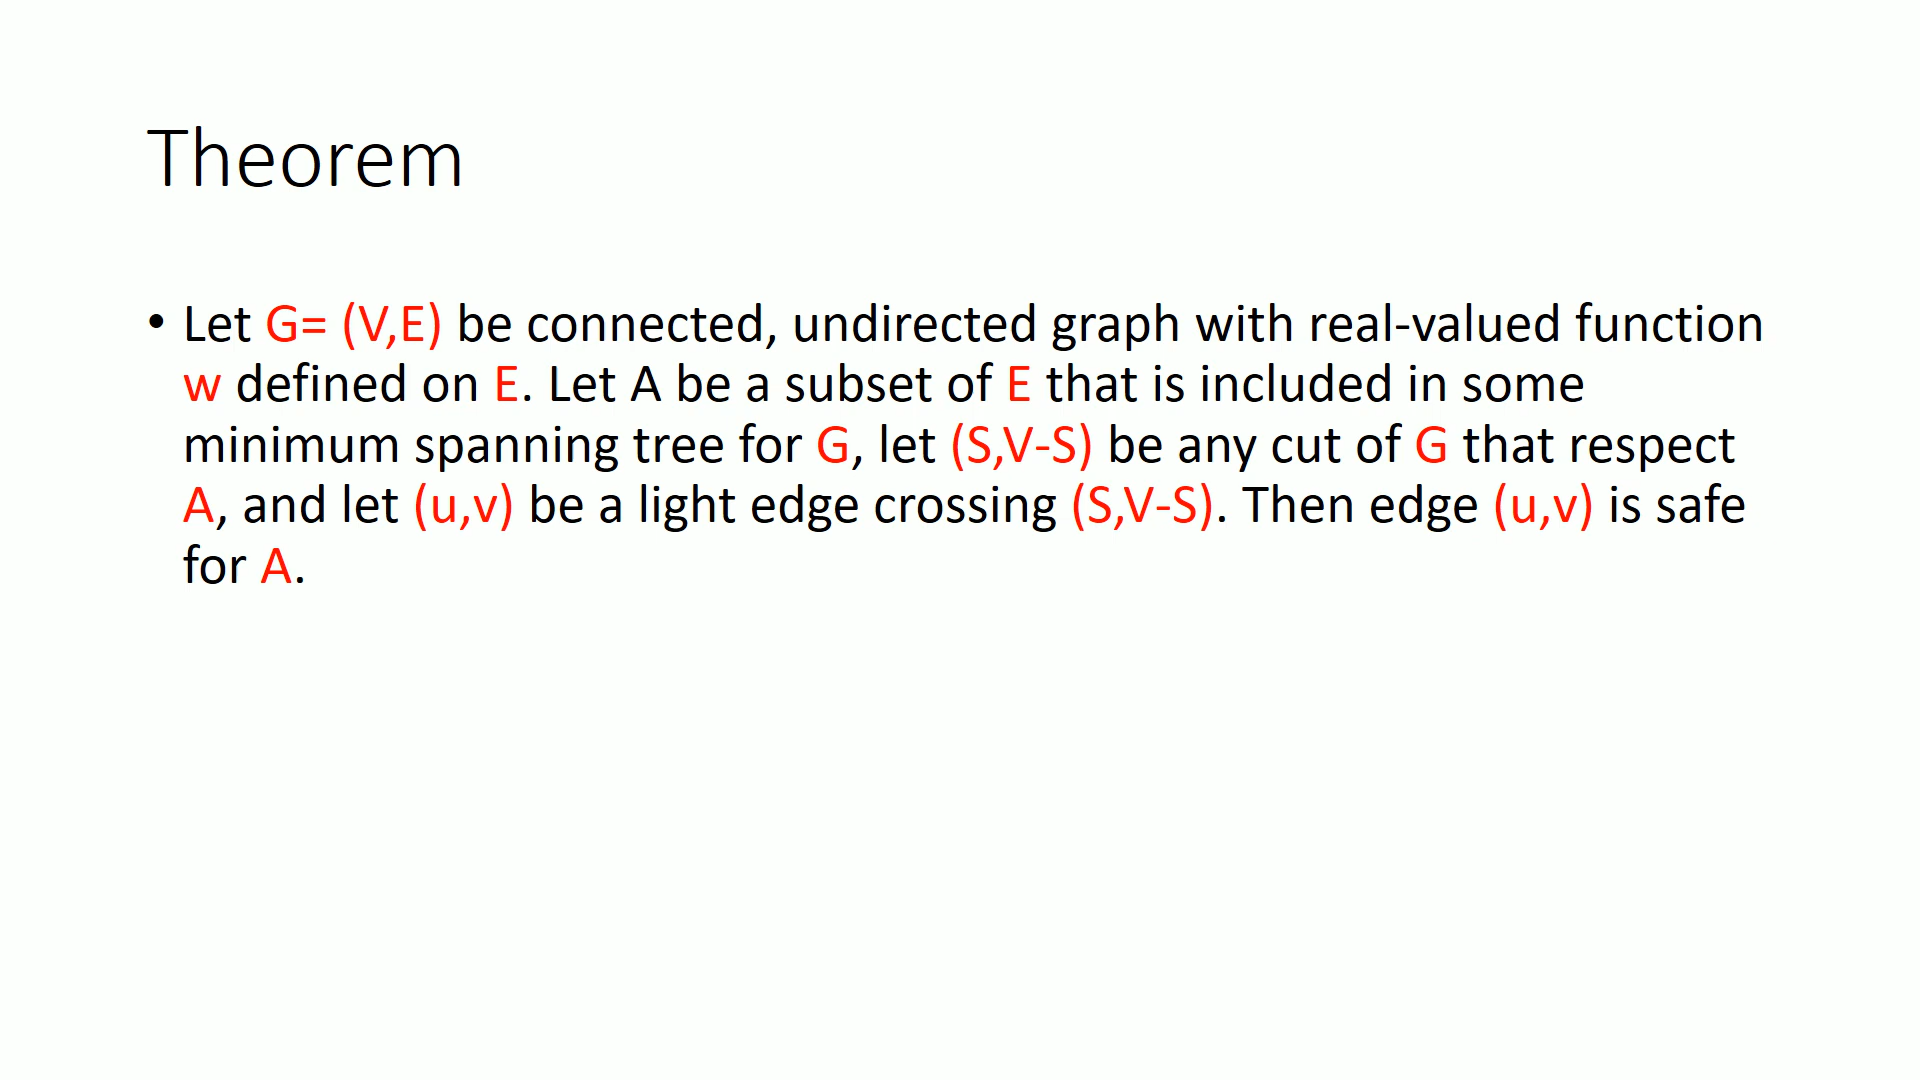 Theorem
• Let G= (V,E) be connected, undirected graph with real-valued function
w defined on E. Let A be a subset of E that is included in some
minimum spanning tree for G, let (S,V-S) be any cut of G that respect
A, and let (u,v) be a light edge crossing (S,V-S). Then edge (u,v) is safe
for A.